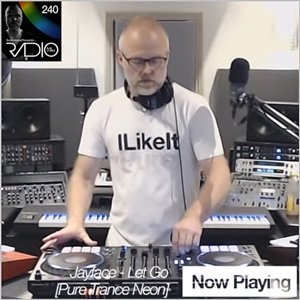 240
RADIO
ILikeIt
Jayface - Let Go
[Pure Trance Neon]
Now Playing